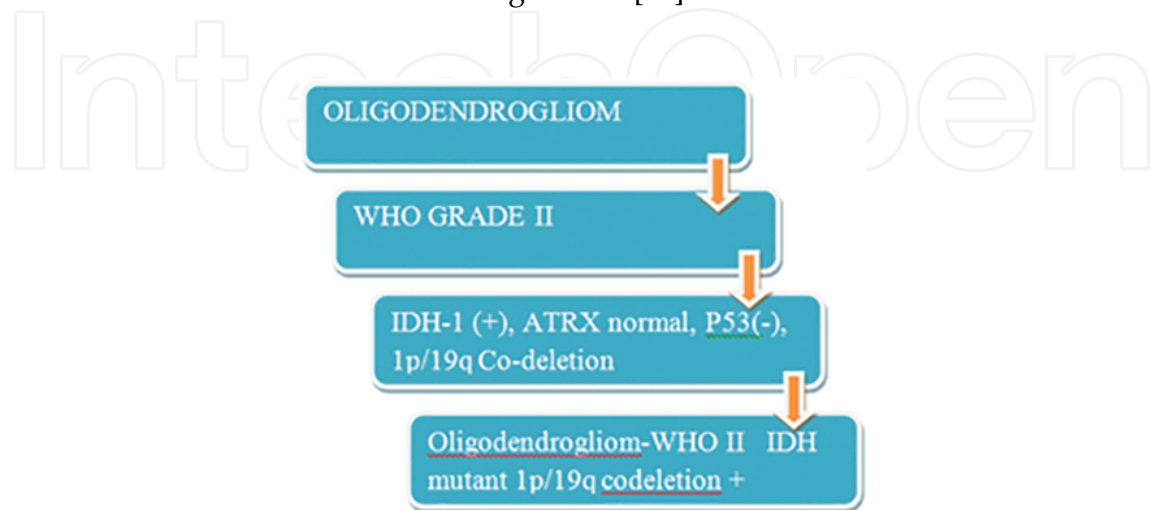 IntechOpen
OLIGODENDROGLIOM
WHO GRADE II
IDH-1 (+), ATRX normal, P53(-),
1p/19q Co-deletion
Oligodendrogliom-WHO II IDH
mutant 1p/19q codeletion +